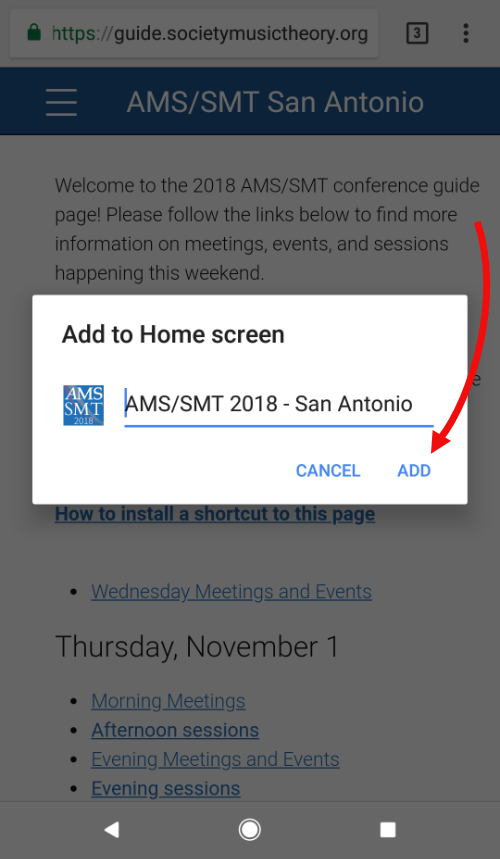 https://guide.societymusictheory.org
3
AMS/SMT San Antonio
Welcome to the 2018 AMS/SMT conference guide
page! Please follow the links below to find more
information on meetings, events, and sessions
happening this weekend.
Add to Home screen
AMS
SMT
2018
AMS/SMT 2018 - San Antonio
CANCEL
ADD
How to install a shortcut to this page
• Wednesday Meetings and Events
Thursday, November 1
• Morning Meetings
• Afternoon sessions
• Evening Meetings and Events
• Evening sessions